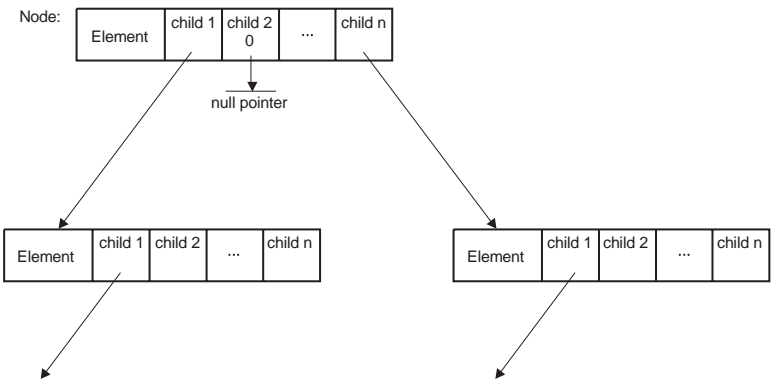 Node:
Element
child 1
child 2
0
...
child n
null pointer
Element
child 1
child 2
...
child n
Element
child 1
child 2
...
child n